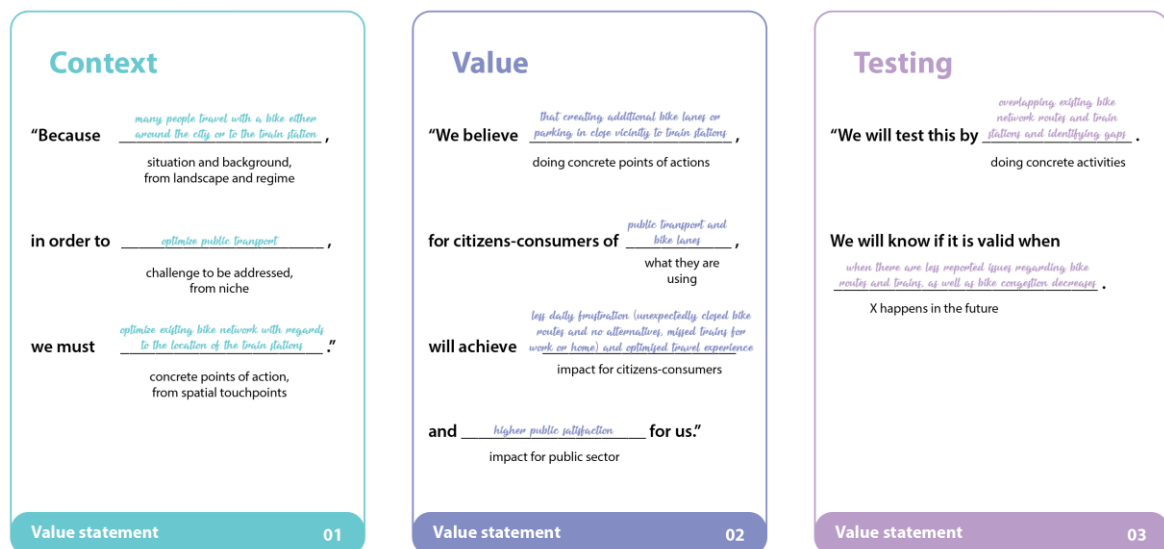 Context
many people travel with a bike either
“Because around the city or to the train station ,
situation and background,
from landscape and regime
in order to optimize public transport ,
challenge to be addressed,
from niche
optimize existing bike network with regards
we must to the location of the train stations .”
concrete points of action,
from spatial touchpoints
Value statement 01
Value
that creating additional bike lanes or
“We believe parking in close vicinity to train stations ,
doing concrete points of actions
public transport and
for citizens-consumers of bike lanes ,
what they are
using
less daily frustration (unexpectedly closed bike
routes and no alternatives, missed trains for
will achieve work or home) and optimised travel experience
impact for citizens-consumers
and higher public satisfaction for us.”
impact for public sector
Value statement 02
Testing
overlapping existing bike
network routes and train
“We will test this by stations and identifying gaps .
doing concrete activities
We will know if it is valid when
when there are less reported issues regarding bike
routes and trains, as well as bike congestion decreases .
X happens in the future
Value statement 03